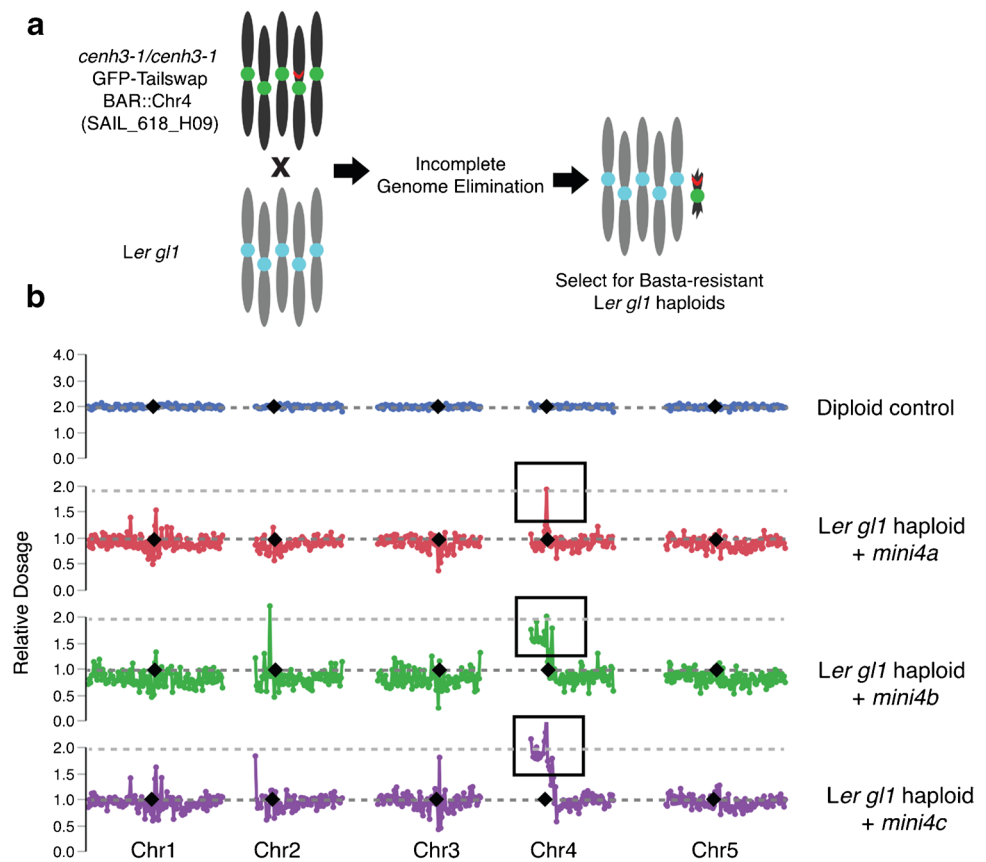 a
cenh3-1/cenh3-1
GFP-Tailswap
BAR::Chr4
(SAIL_618_H09)
X
Ler gl1
Incomplete
Genome Elimination
Select for Basta-resistant
Ler gl1 haploids
b
Relative Dosage
4.0
3.0
2.0
1.0
0.0
Diploid control
2.0
1.5
1.0
0.5
0.0
Ler gl1 haploid
+ mini4a
2.0
1.5
1.0
0.5
0.0
Ler gl1 haploid
+ mini4b
2.0
1.5
1.0
0.5
0.0
Ler gl1 haploid
+ mini4c
Chr1 Chr2 Chr3 Chr4 Chr5